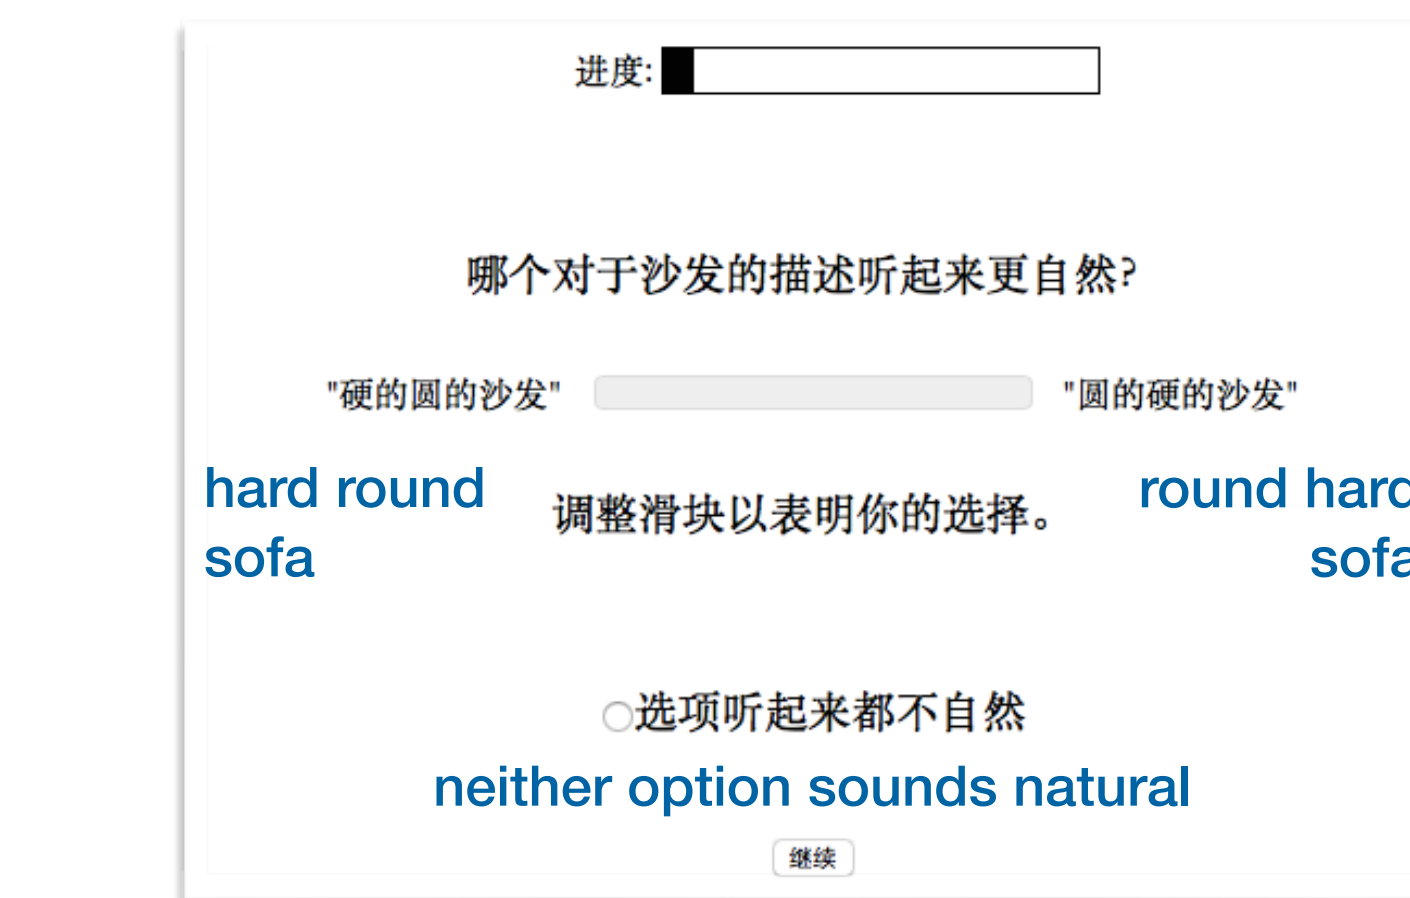 进度:
哪个对于沙发的描述听起来更自然?
"硬的圆的沙发" "圆的硬的沙发"
hard round
sofa
调整滑块以表明你的选择。
round hard
sofa
选项听起来都不自然
neither option sounds natural
继续